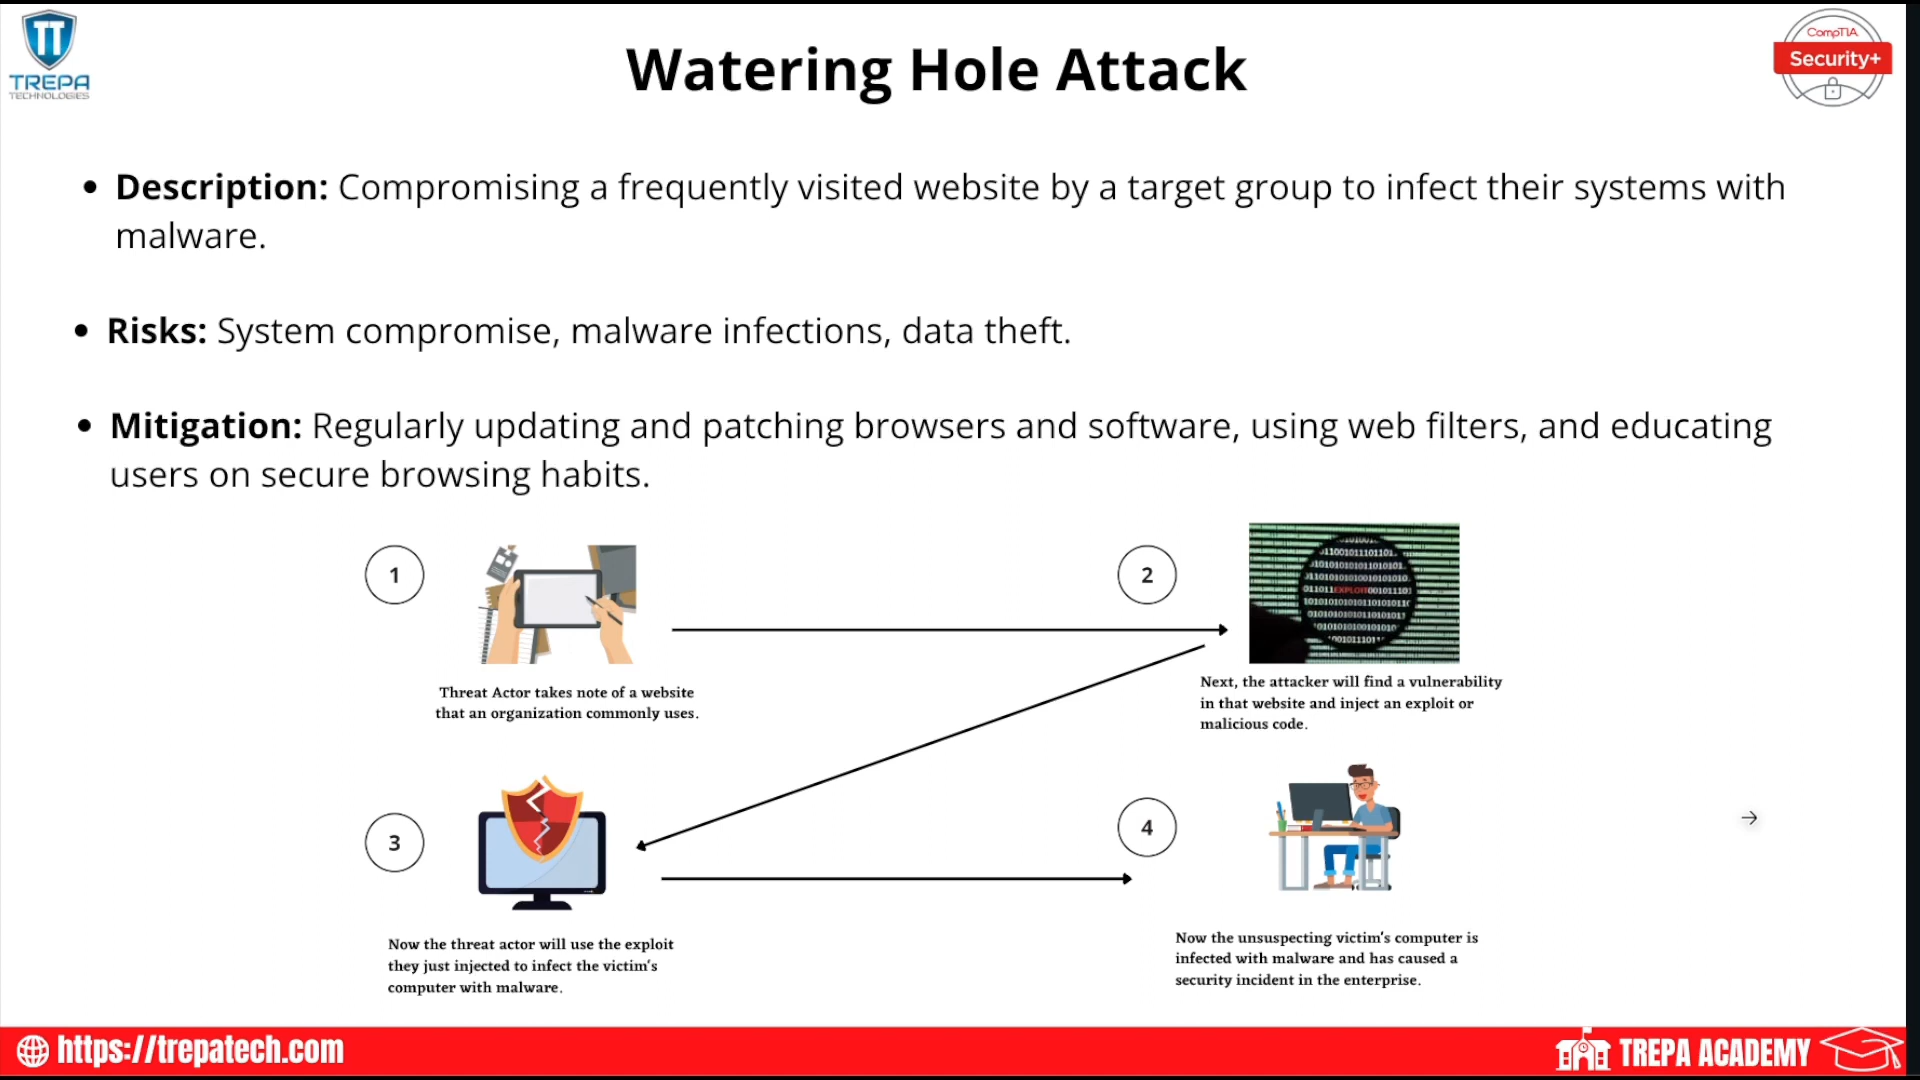 TT
TREPA
TECHNOLOGIES
Watering Hole Attack
CompTIA
Security+
• Description: Compromising a frequently visited website by a target group to infect their systems with
malware.
• Risks: System compromise, malware infections, data theft.
• Mitigation: Regularly updating and patching browsers and software, using web filters, and educating
users on secure browsing habits.
1
Threat Actor takes note of a website
that an organization commonly uses.
2
EXPLOIT
Next, the attacker will find a vulnerability
in that website and inject an exploit or
malicious code.
3
Now the threat actor will use the exploit
they just injected to infect the victim's
computer with malware.
4
Now the unsuspecting victim's computer is
infected with malware and has caused a
security incident in the enterprise.
https://trepatech.com
TREPA ACADEMY